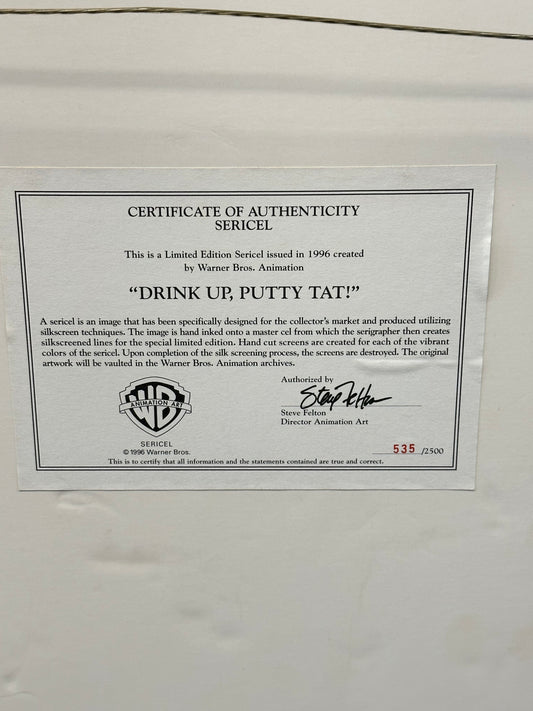 CERTIFICATE OF AUTHENTICITY
SERICEL
This is a Limited Edition Sericel issued in 1996 created
by Warner Bros. Animation
“DRINK UP, PUTTY TAT!”
A sericel is an image that has been specifically designed for the collector's market and produced utilizing
silkscreen techniques. The image is hand inked onto a master cel from which the serigrapher then creates
silkscreened lines for the special limited edition. Hand cut screens are created for each of the vibrant
colors of the sericel. Upon completion of the silk screening process, the screens are destroyed. The original
artwork will be vaulted in the Warner Bros. Animation archives.
Authorized by
Steve Felton
Steve Felton
Director Animation Art
WB
ANIMATION ART
SERICEL
© 1996 Warner Bros.
535 /2500
This is to certify that all information and the statements contained are true and correct.